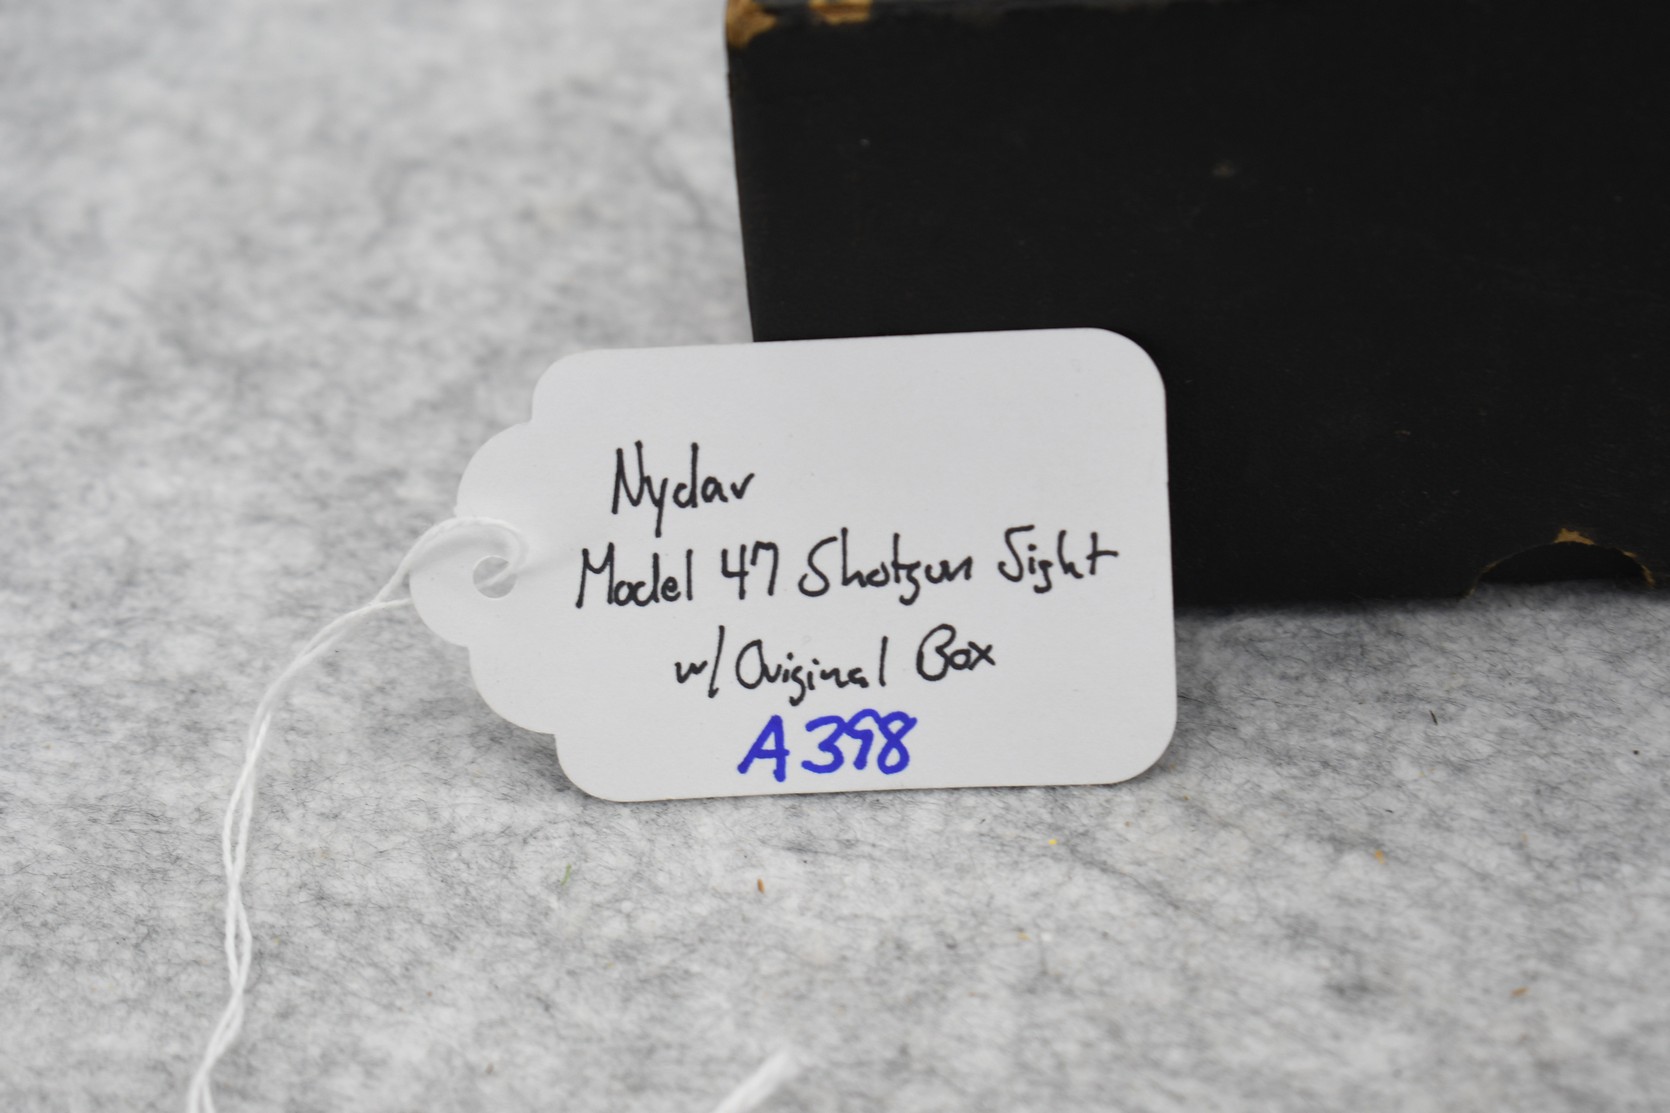 Nydar
Model 47 Shotgun Sight
w/ Original Box
A398